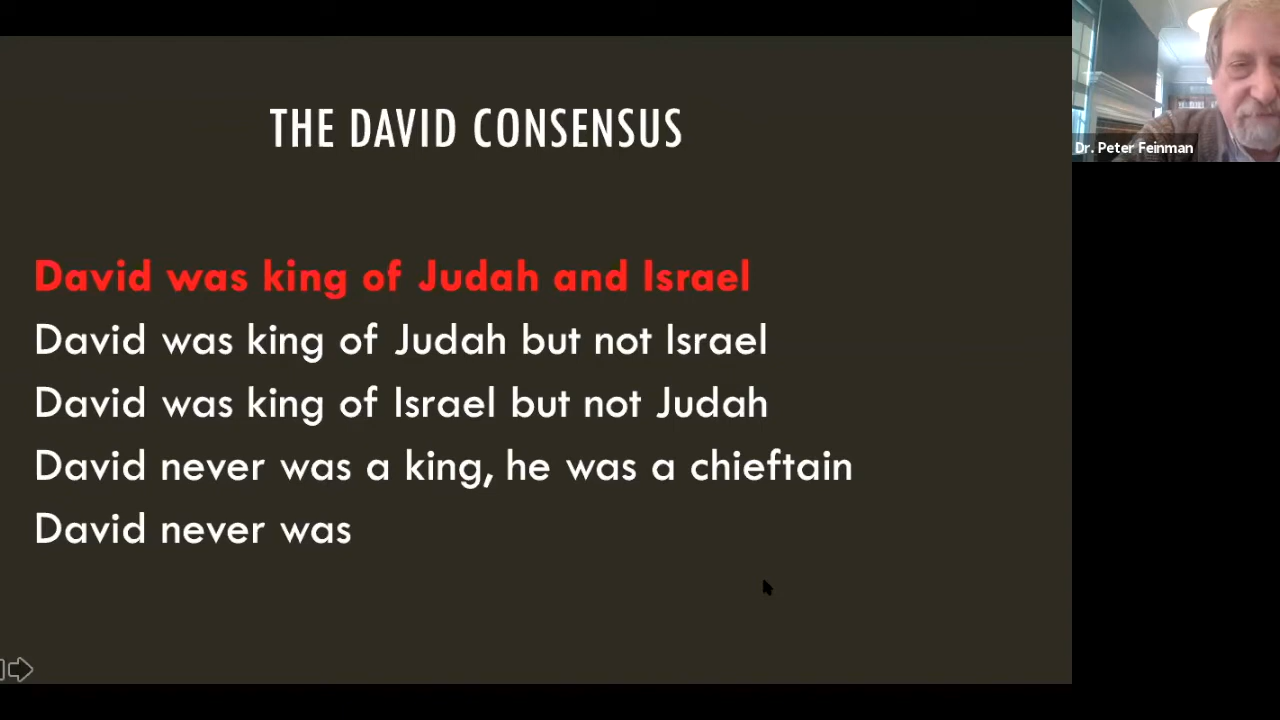 THE DAVID CONSENSUS
David was king of Judah and Israel
David was king of Judah but not Israel
David was king of Israel but not Judah
David never was a king, he was a chieftain
David never was
Dr. Peter Feinman